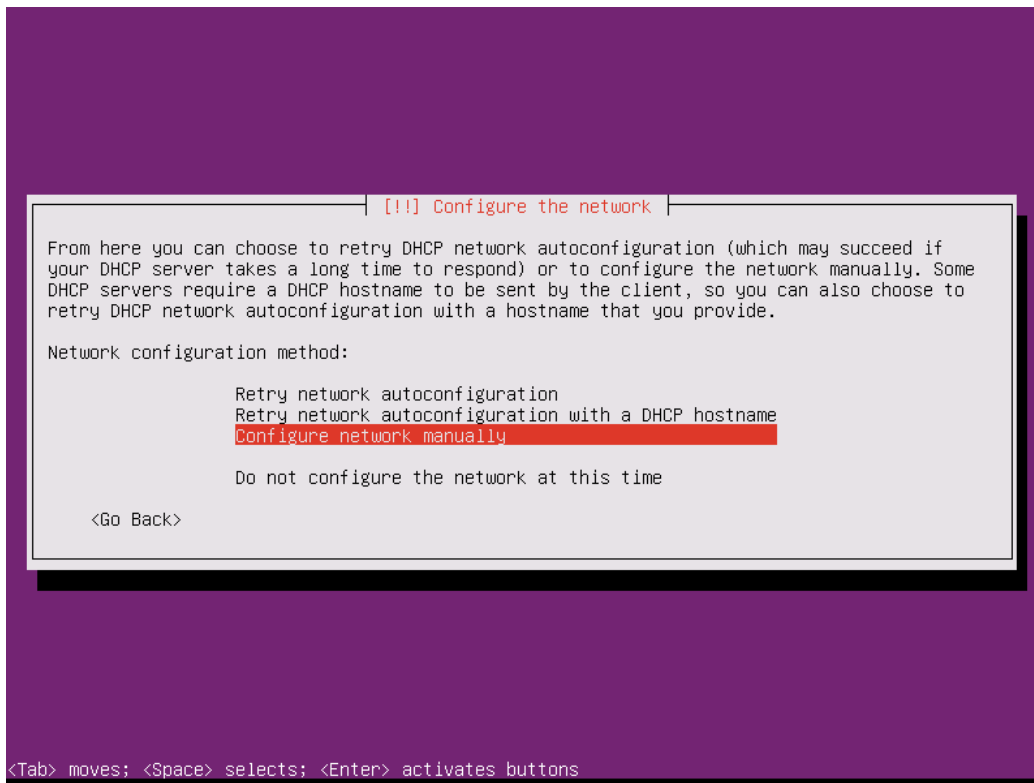 [!!] Configure the network
From here you can choose to retry DHCP network autoconfiguration (which may succeed if
your DHCP server takes a long time to respond) or to configure the network manually. Some
DHCP servers require a DHCP hostname to be sent by the client, so you can also choose to
retry DHCP network autoconfiguration with a hostname that you provide.
Network configuration method:
Retry network autoconfiguration
Retry network autoconfiguration with a DHCP hostname
Configure network manually
Do not configure the network at this time
<Go Back>
<Tab> moves; <Space> selects; <Enter> activates buttons